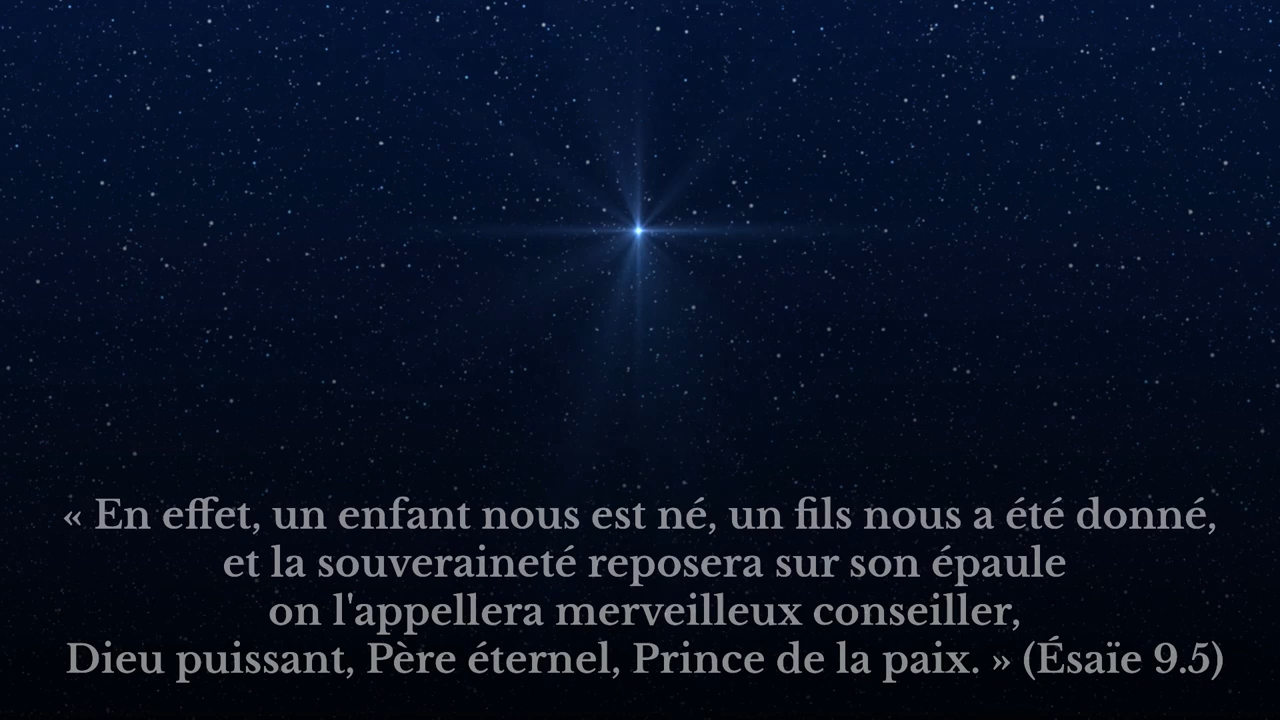 « En effet, un enfant nous est né, un fils nous a été donné,
et la souveraineté reposera sur son épaule
on l'appellera merveilleux conseiller,
Dieu puissant, Père éternel, Prince de la paix. » (Ésaïe 9.5)